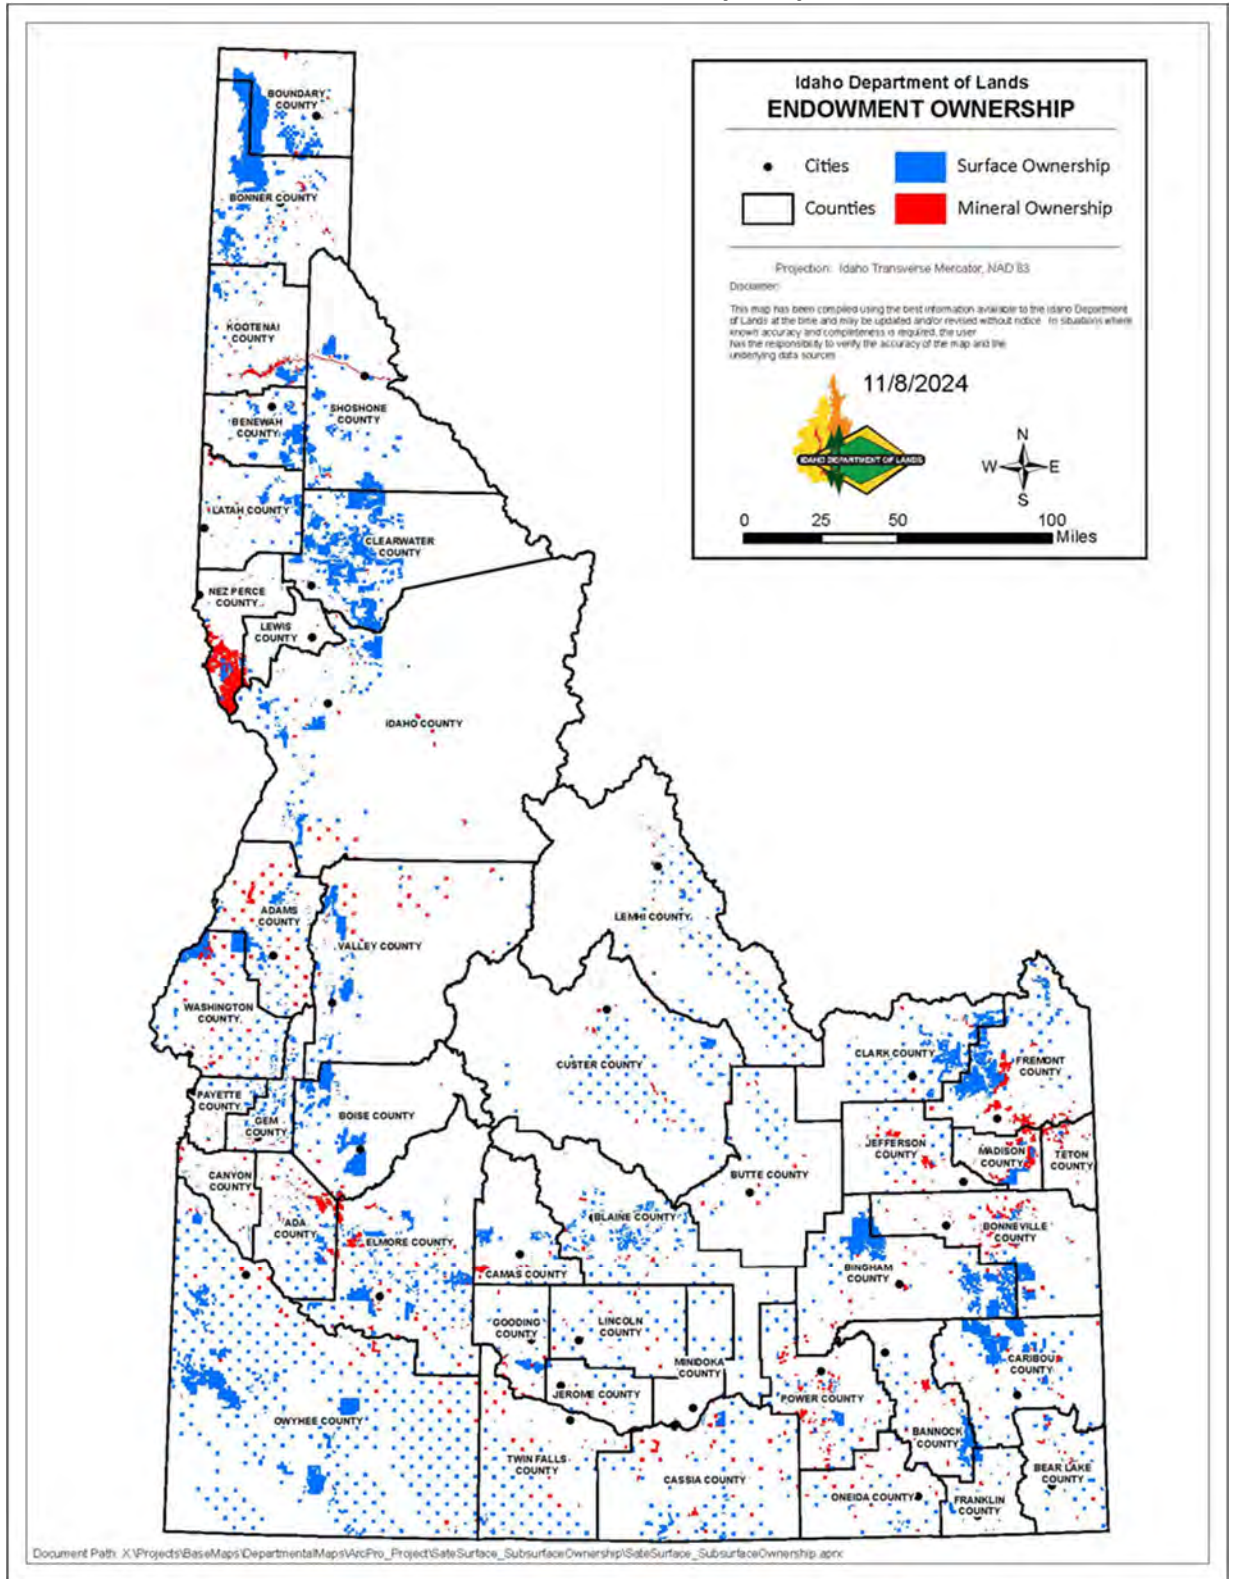 Idaho Department of Lands
ENDOWMENT OWNERSHIP
Cities
Surface Ownership
Counties
Mineral Ownership
Projection: Idaho Transverse Mercator, NAD 83
Disclaimer:
This map has been compiled using the best information available to the Idaho Department
of Lands at the time and may be updated and/or revised without notice. In situations where
known accuracy and completeness is required, the user
has the responsibility to verify the accuracy of the map and the
underlying data sources
11/8/2024
IDAHO DEPARTMENT OF LANDS
N
W E
S
0 25 50 100
Miles
BOUNDARY
COUNTY
BONNER COUNTY
KOOTENAI
COUNTY
SHOSHONE
COUNTY
BENEWAH
COUNTY
LATAH COUNTY
CLEARWATER
COUNTY
NEZ PERCE
COUNTY
LEWIS
COUNTY
IDAHO COUNTY
ADAMS
COUNTY
VALLEY COUNTY
LEMHI COUNTY
WASHINGTON
COUNTY
CUSTER COUNTY
CLARK COUNTY
FREMONT
COUNTY
PAYETTE
COUNTY
GEM
COUNTY
BOISE COUNTY
JEFFERSON
COUNTY
MADISON
COUNTY
TETON
COUNTY
CANYON
COUNTY
BUTTE COUNTY
ADA
COUNTY
ELMORE COUNTY
BLAINE COUNTY
BONNEVILLE
COUNTY
CAMAS COUNTY
BINGHAM
COUNTY
GOODING
COUNTY
LINCOLN
COUNTY
MINIDOKA
COUNTY
CARIBOU
COUNTY
JEROME COUNTY
POWER COUNTY
OWYHEE COUNTY
BANNOCK
COUNTY
TWIN FALLS
COUNTY
CASSIA COUNTY
BEAR LAKE
COUNTY
ONEIDA COUNTY
FRANKLIN
COUNTY
Document Path: X:\Projects\BaseMaps\DepartmentalMaps\ArcPro_Project\SateSurface_SubsurfaceOwnership\SateSurface_SubsurfaceOwnership.aprx